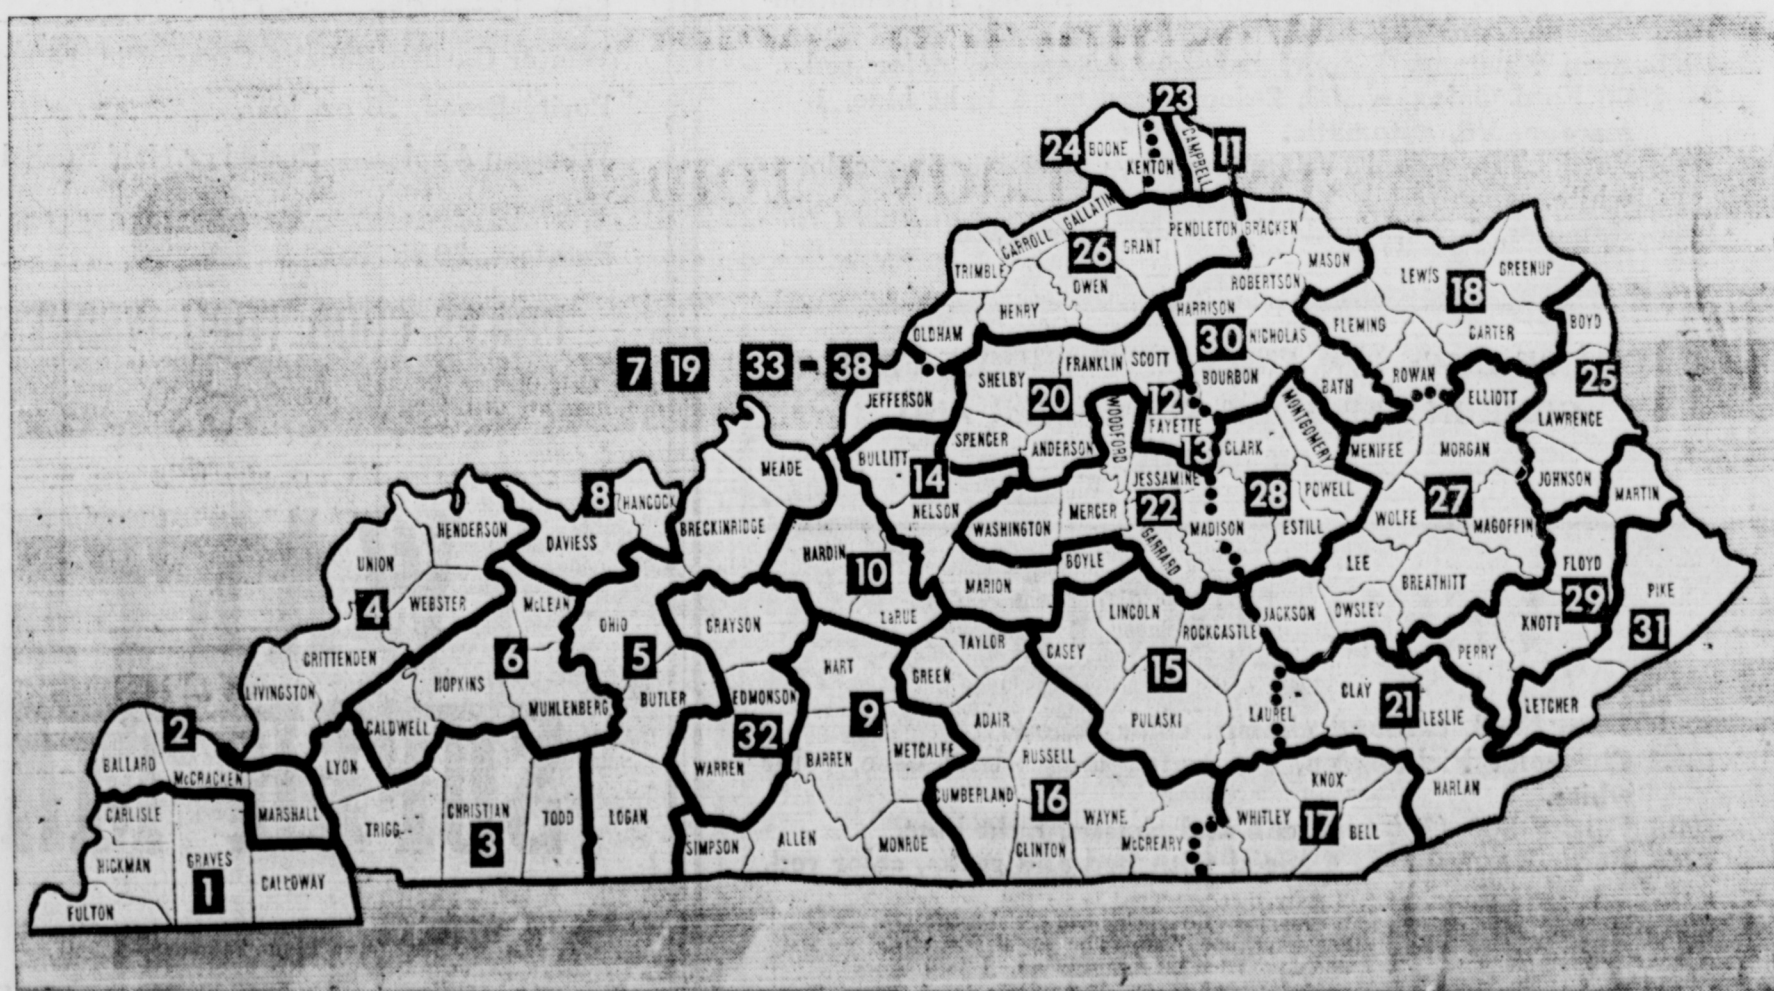 23
24 BOONE KENTON CAMPBELL 11
GALLATIN
CARROLL
26 GRANT PENDLETON BRACKEN
TRIMBLE OWEN HENRY
MASON
ROBERTSON
LEWIS 18 GREENUP
HARRISON
30 NICHOLAS
FLEMING CARTER BOYD
OLDHAM
7 19 33 - 38
JEFFERSON
SHELBY FRANKLIN SCOTT
20
BOURBON
BATH ROWAN ELLIOTT 25
LAWRENCE
SPENCER ANDERSON WOODFORD
12
FAYETTE
13 CLARK MONTGOMERY
MENIFEE MORGAN
JOHNSON MARTIN
BULLITT
14
NELSON
MEADE
8 HANCOCK
BRECKINRIDGE
DAVIESS
HENDERSON
UNION
WEBSTER
4
CRITTENDEN
LIVINGSTON
WASHINGTON MERCER
JESSAMINE
22
MADISON
GARRARD
28 POWELL
ESTILL
WOLFE 27 MAGOFFIN
HARDIN
10
LaRUE
MARION BOYLE
LEE BREATHITT
FLOYD
29
PIKE
31
McLEAN
OHIO
GRAYSON
LINCOLN
ROCKCASTLE
JACKSON OWSLEY
KNOTT
PERRY
6
HOPKINS
MUHLENBERG
5
BUTLER
EDMONSON
32
WARREN
HART
9
BARREN METCALFE
TAYLOR
GREEN
ADAIR
CASEY
15
PULASKI
LAUREL
CLAY 21 LESLIE
LETCHER
2
BALLARD McCRACKEN
CALDWELL
LYON
RUSSELL
CUMBERLAND
16
WAYNE
KNOX
WHITLEY 17 BELL
HARLAN
CARLISLE
MARSHALL
TRIGG
CHRISTIAN
3
TODD
LOGAN
SIMPSON ALLEN MONROE
CLINTON
McCREARY
HICKMAN GRAVES
1
CALLOWAY
FULTON